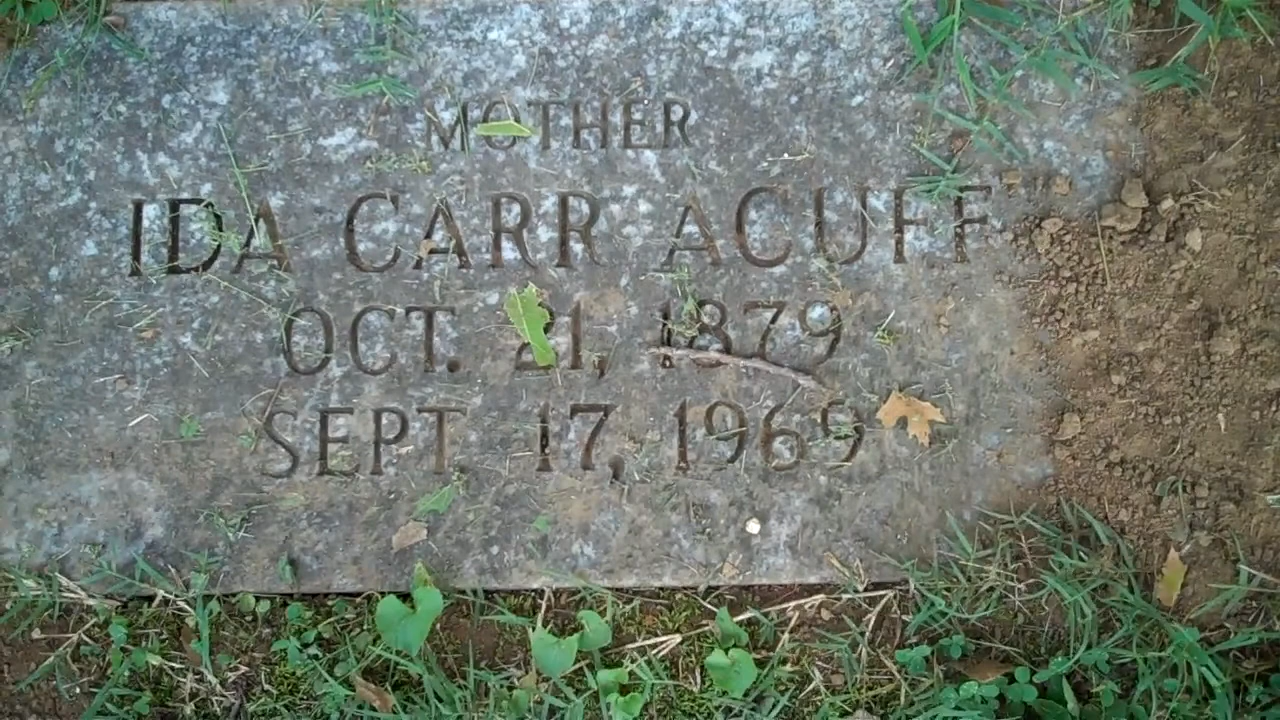 MOTHER
IDA CARR ACUFF
OCT. 21, 1879
SEPT 17, 1969